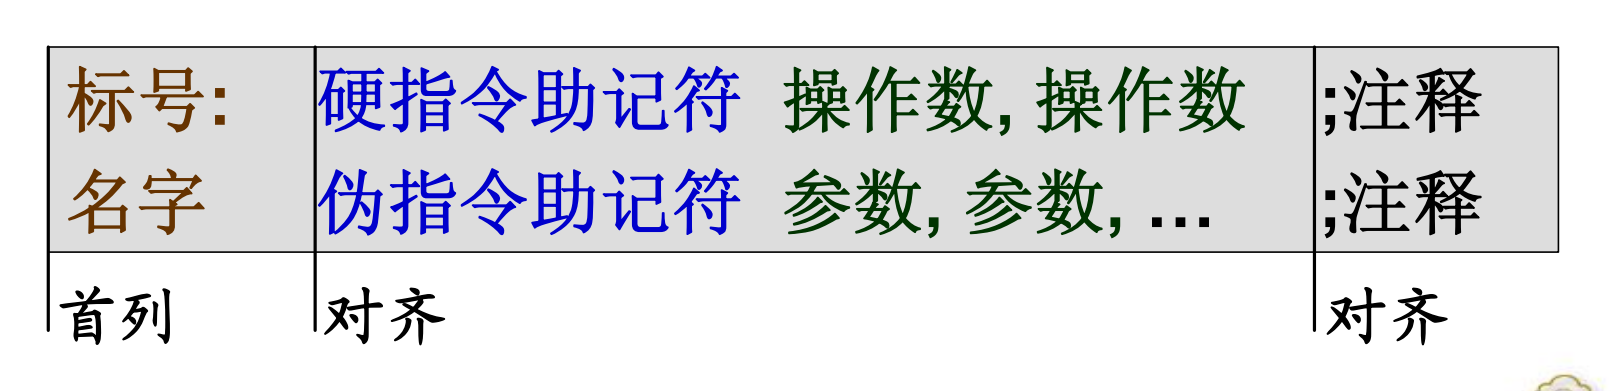 标号: 硬指令助记符 操作数, 操作数 ;注释
名字 伪指令助记符 参数, 参数, … ;注释
首列 对齐 对齐